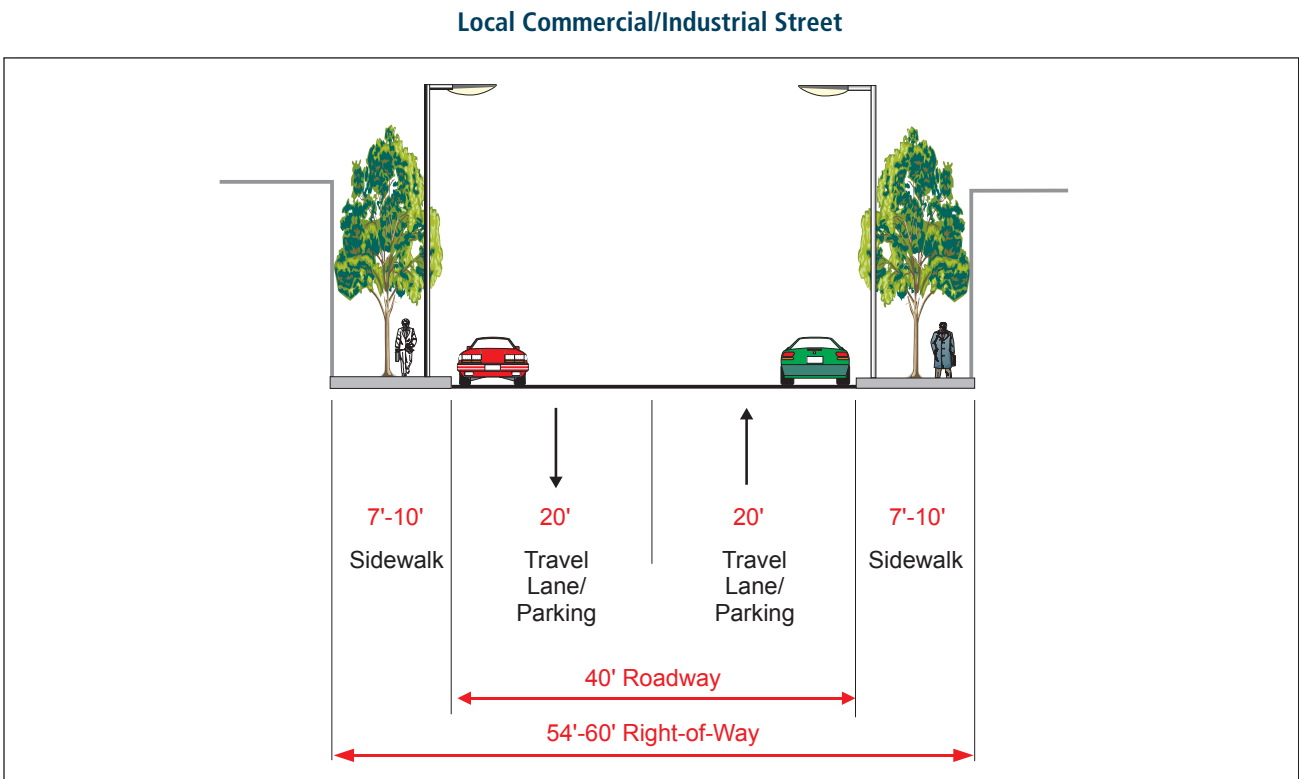 Local Commercial/Industrial Street
7'-10'
Sidewalk
20'
Travel
Lane/
Parking
20'
Travel
Lane/
Parking
7'-10'
Sidewalk
40' Roadway
54'-60' Right-of-Way